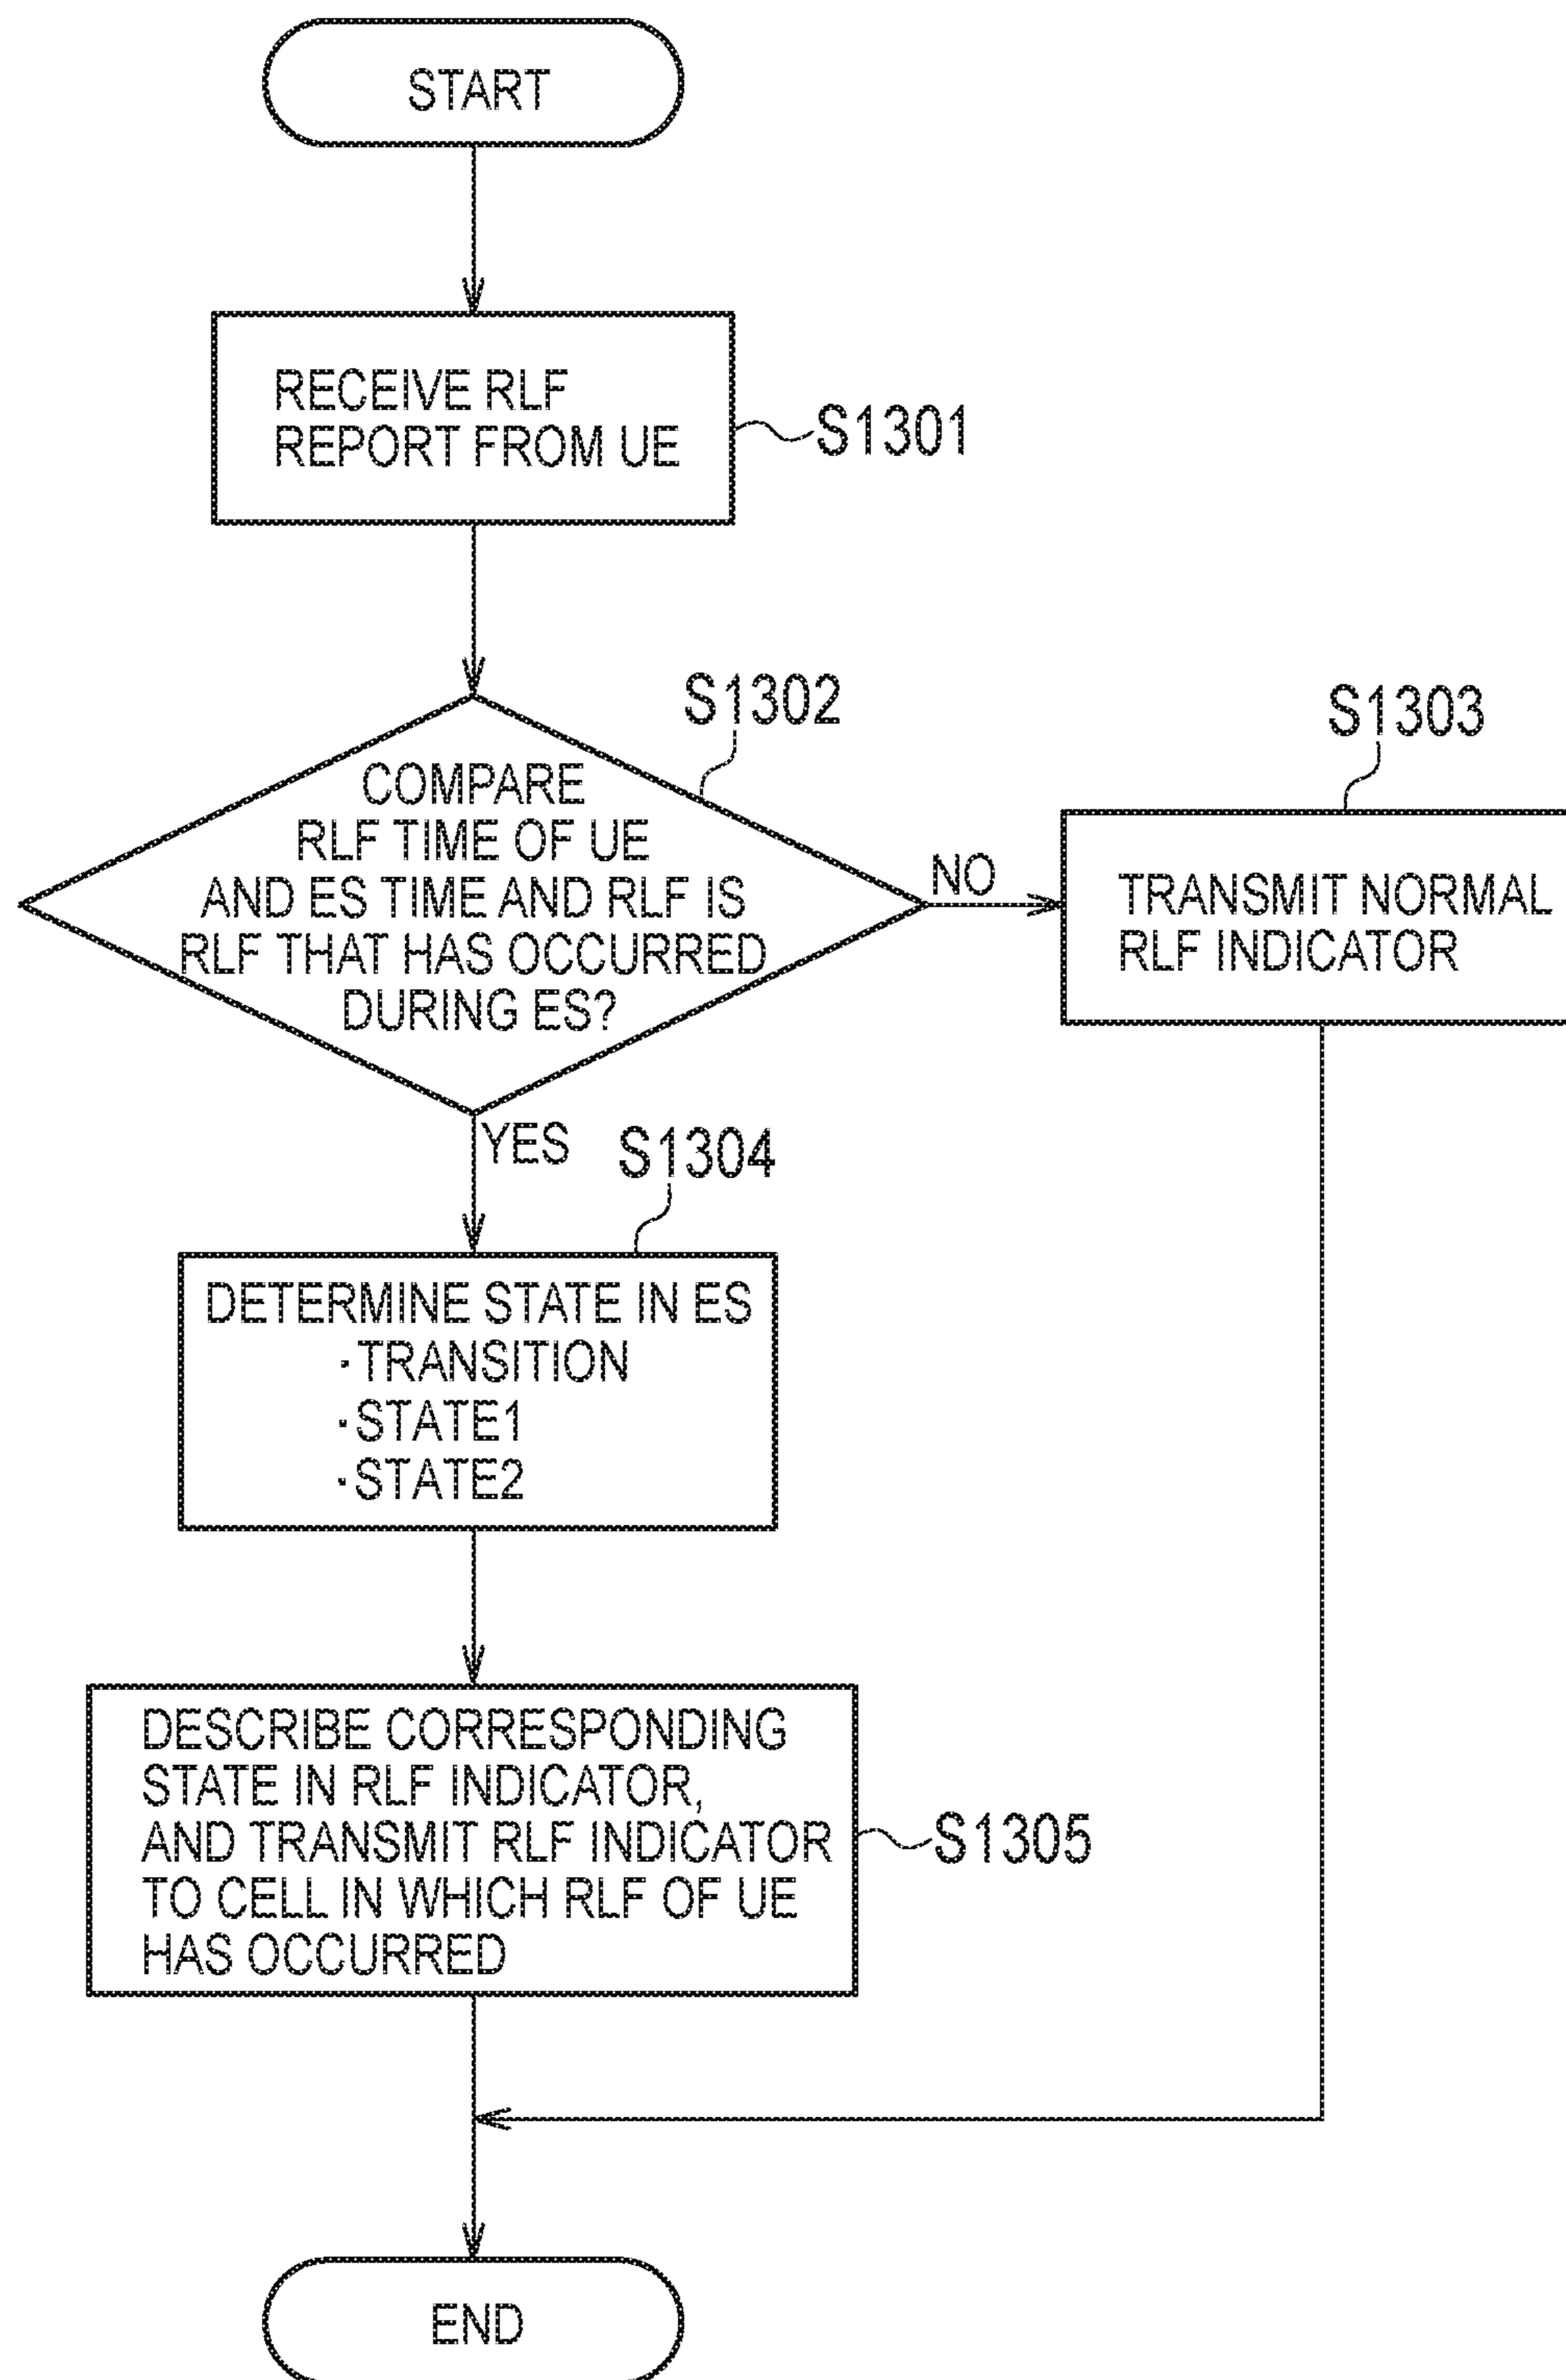 START
RECEIVE RLF
REPORT FROM UE
S1301
S1302
COMPARE
RLF TIME OF UE
AND ES TIME AND RLF IS
RLF THAT HAS OCCURRED
DURING ES?
NO
S1303
TRANSMIT NORMAL
RLF INDICATOR
YES
S1304
DETERMINE STATE IN ES
·TRANSITION
·STATE1
·STATE2
DESCRIBE CORRESPONDING
STATE IN RLF INDICATOR,
AND TRANSMIT RLF INDICATOR
TO CELL IN WHICH RLF OF UE
HAS OCCURRED
S1305
END